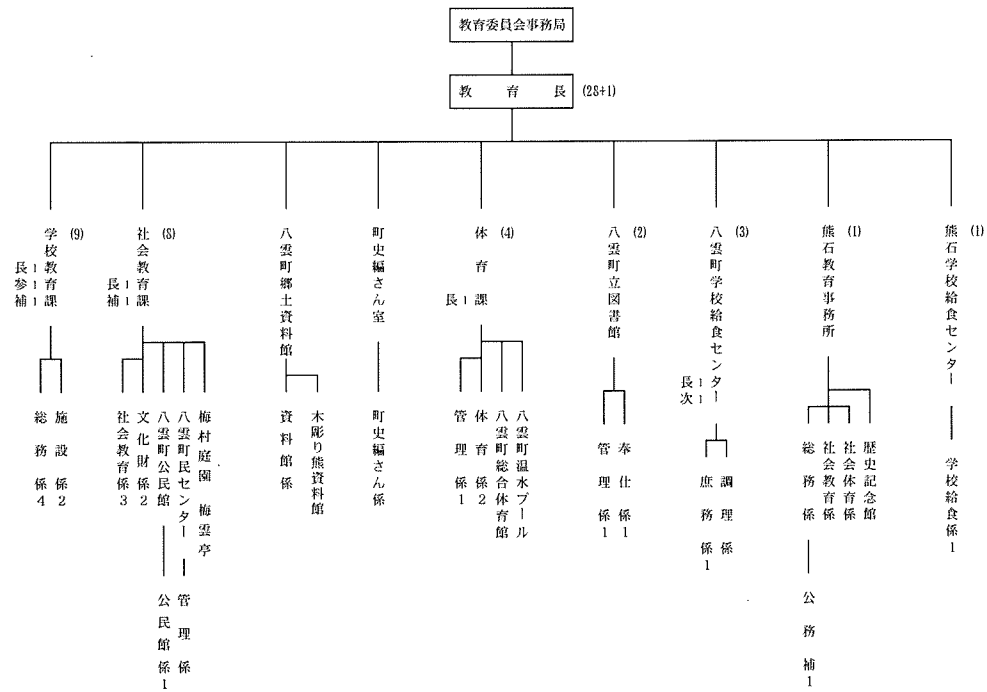 教育委員会事務局
教育長 (28+1)
学校教育課 (9)
長1
参1
補1
総務係4
施設係2
社会教育課 (8)
長1
補1
社会教育係3
文化財係2
八雲町公民館
公民館係1
八雲町民センター
管理係
梅村庭園 梅雲亭
八雲町郷土資料館
資料館係
木彫り熊資料館
町史編さん室
町史編さん係
体育課 (4)
長1
管理係1
体育係2
八雲町総合体育館
八雲町温水プール
八雲町立図書館 (2)
管理係1
奉仕係1
八雲町学校給食センター (3)
長1
次1
庶務係1
調理係
熊石教育事務所 (1)
総務係
公務補1
社会教育係
社会体育係
歴史記念館
熊石学校給食センター (1)
学校給食係1